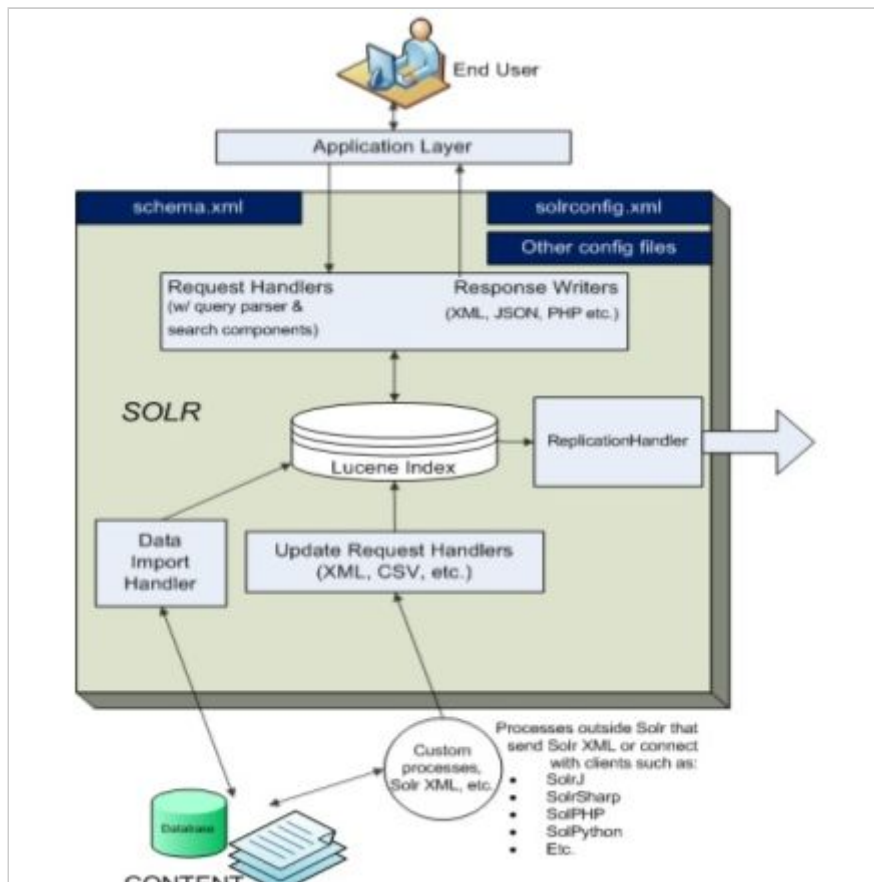 End User
Application Layer
schema.xml
solrconfig.xml
Other config files
Request Handlers
(w/ query parser &
search components)
Response Writers
(XML, JSON, PHP etc.)
SOLR
Lucene Index
ReplicationHandler
Data
Import
Handler
Update Request Handlers
(XML, CSV, etc.)
Custom
processes,
Solr XML, etc.
Processes outside Solr that
send Solr XML or connect
with clients such as:
• SolrJ
• SolrSharp
• SolPHP
• SolPython
• Etc.
Database
CONTENT